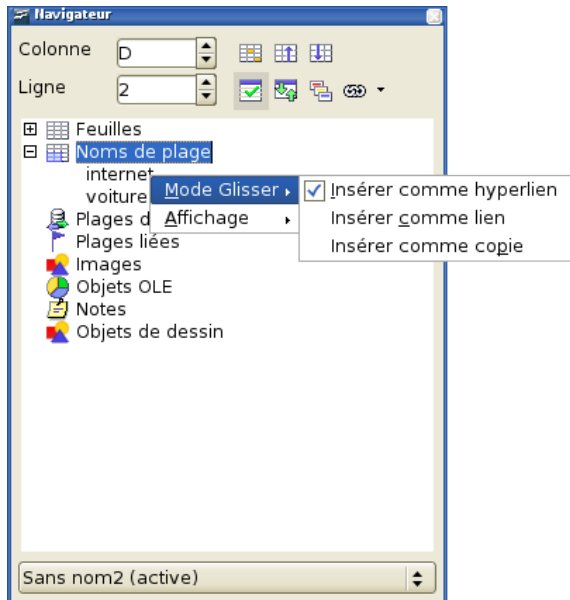 Navigateur
Colonne D
Ligne 2
Feuilles
Noms de plage
internet
voiture
Mode Glisser
Insérer comme hyperlien
Plages d
Affichage
Insérer comme lien
Plages liées
Insérer comme copie
Images
Objets OLE
Notes
Objets de dessin
Sans nom2 (active)